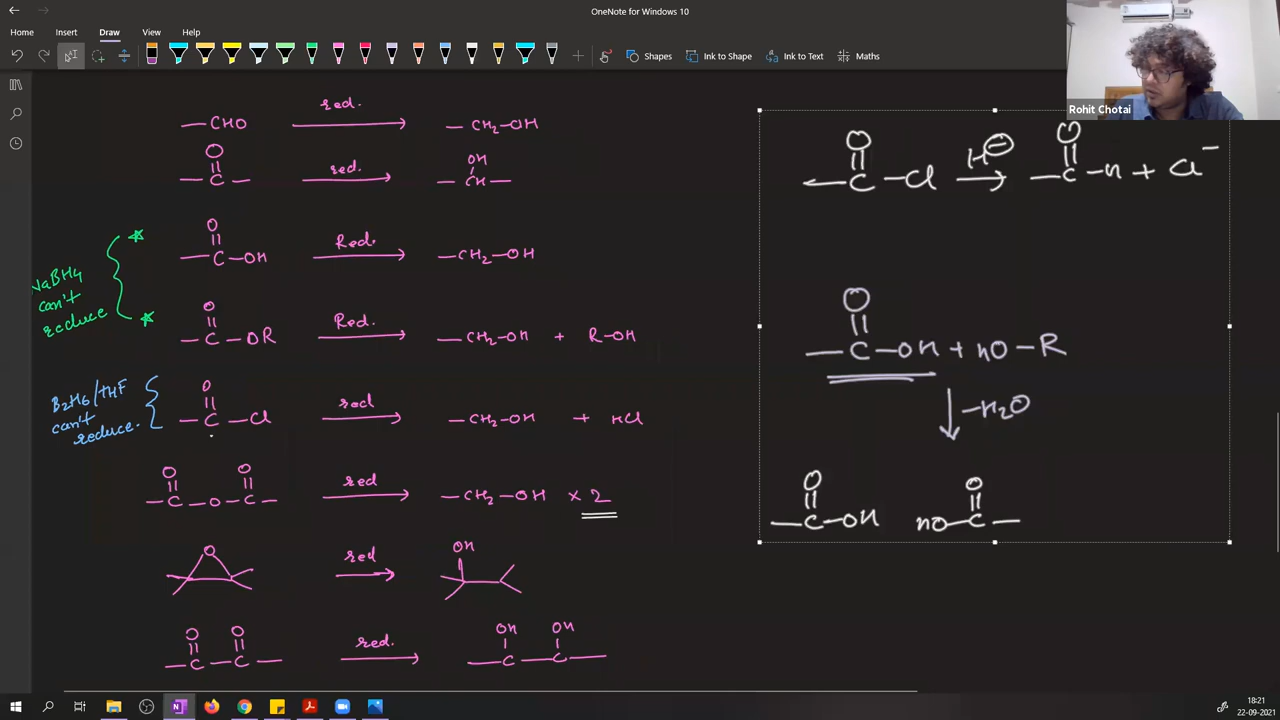 OneNote for Windows 10
Home Insert Draw View Help
Shapes Ink to Shape Ink to Text Maths
Rohit Chotai
—CHO red. —CH2—OH
O
—C— red. OH
—CH—
O
—C—OH Red. —CH2—OH
NaBH4
can't
reduce
O
—C—OR Red. —CH2—OH + R—OH
B2H6/THF
can't
reduce.
O
—C—Cl red —CH2—OH + HCl
O O
—C—O—C— red —CH2—OH × 2
O red OH
O O
—C—C— red. OH OH
—C—C—
O
—C—Cl H⊖ O
—C—H + Cl⁻
O
—C—OH + HO—R
—H2O
O
—C—OH O
HO—C—
18:21
22-09-2021